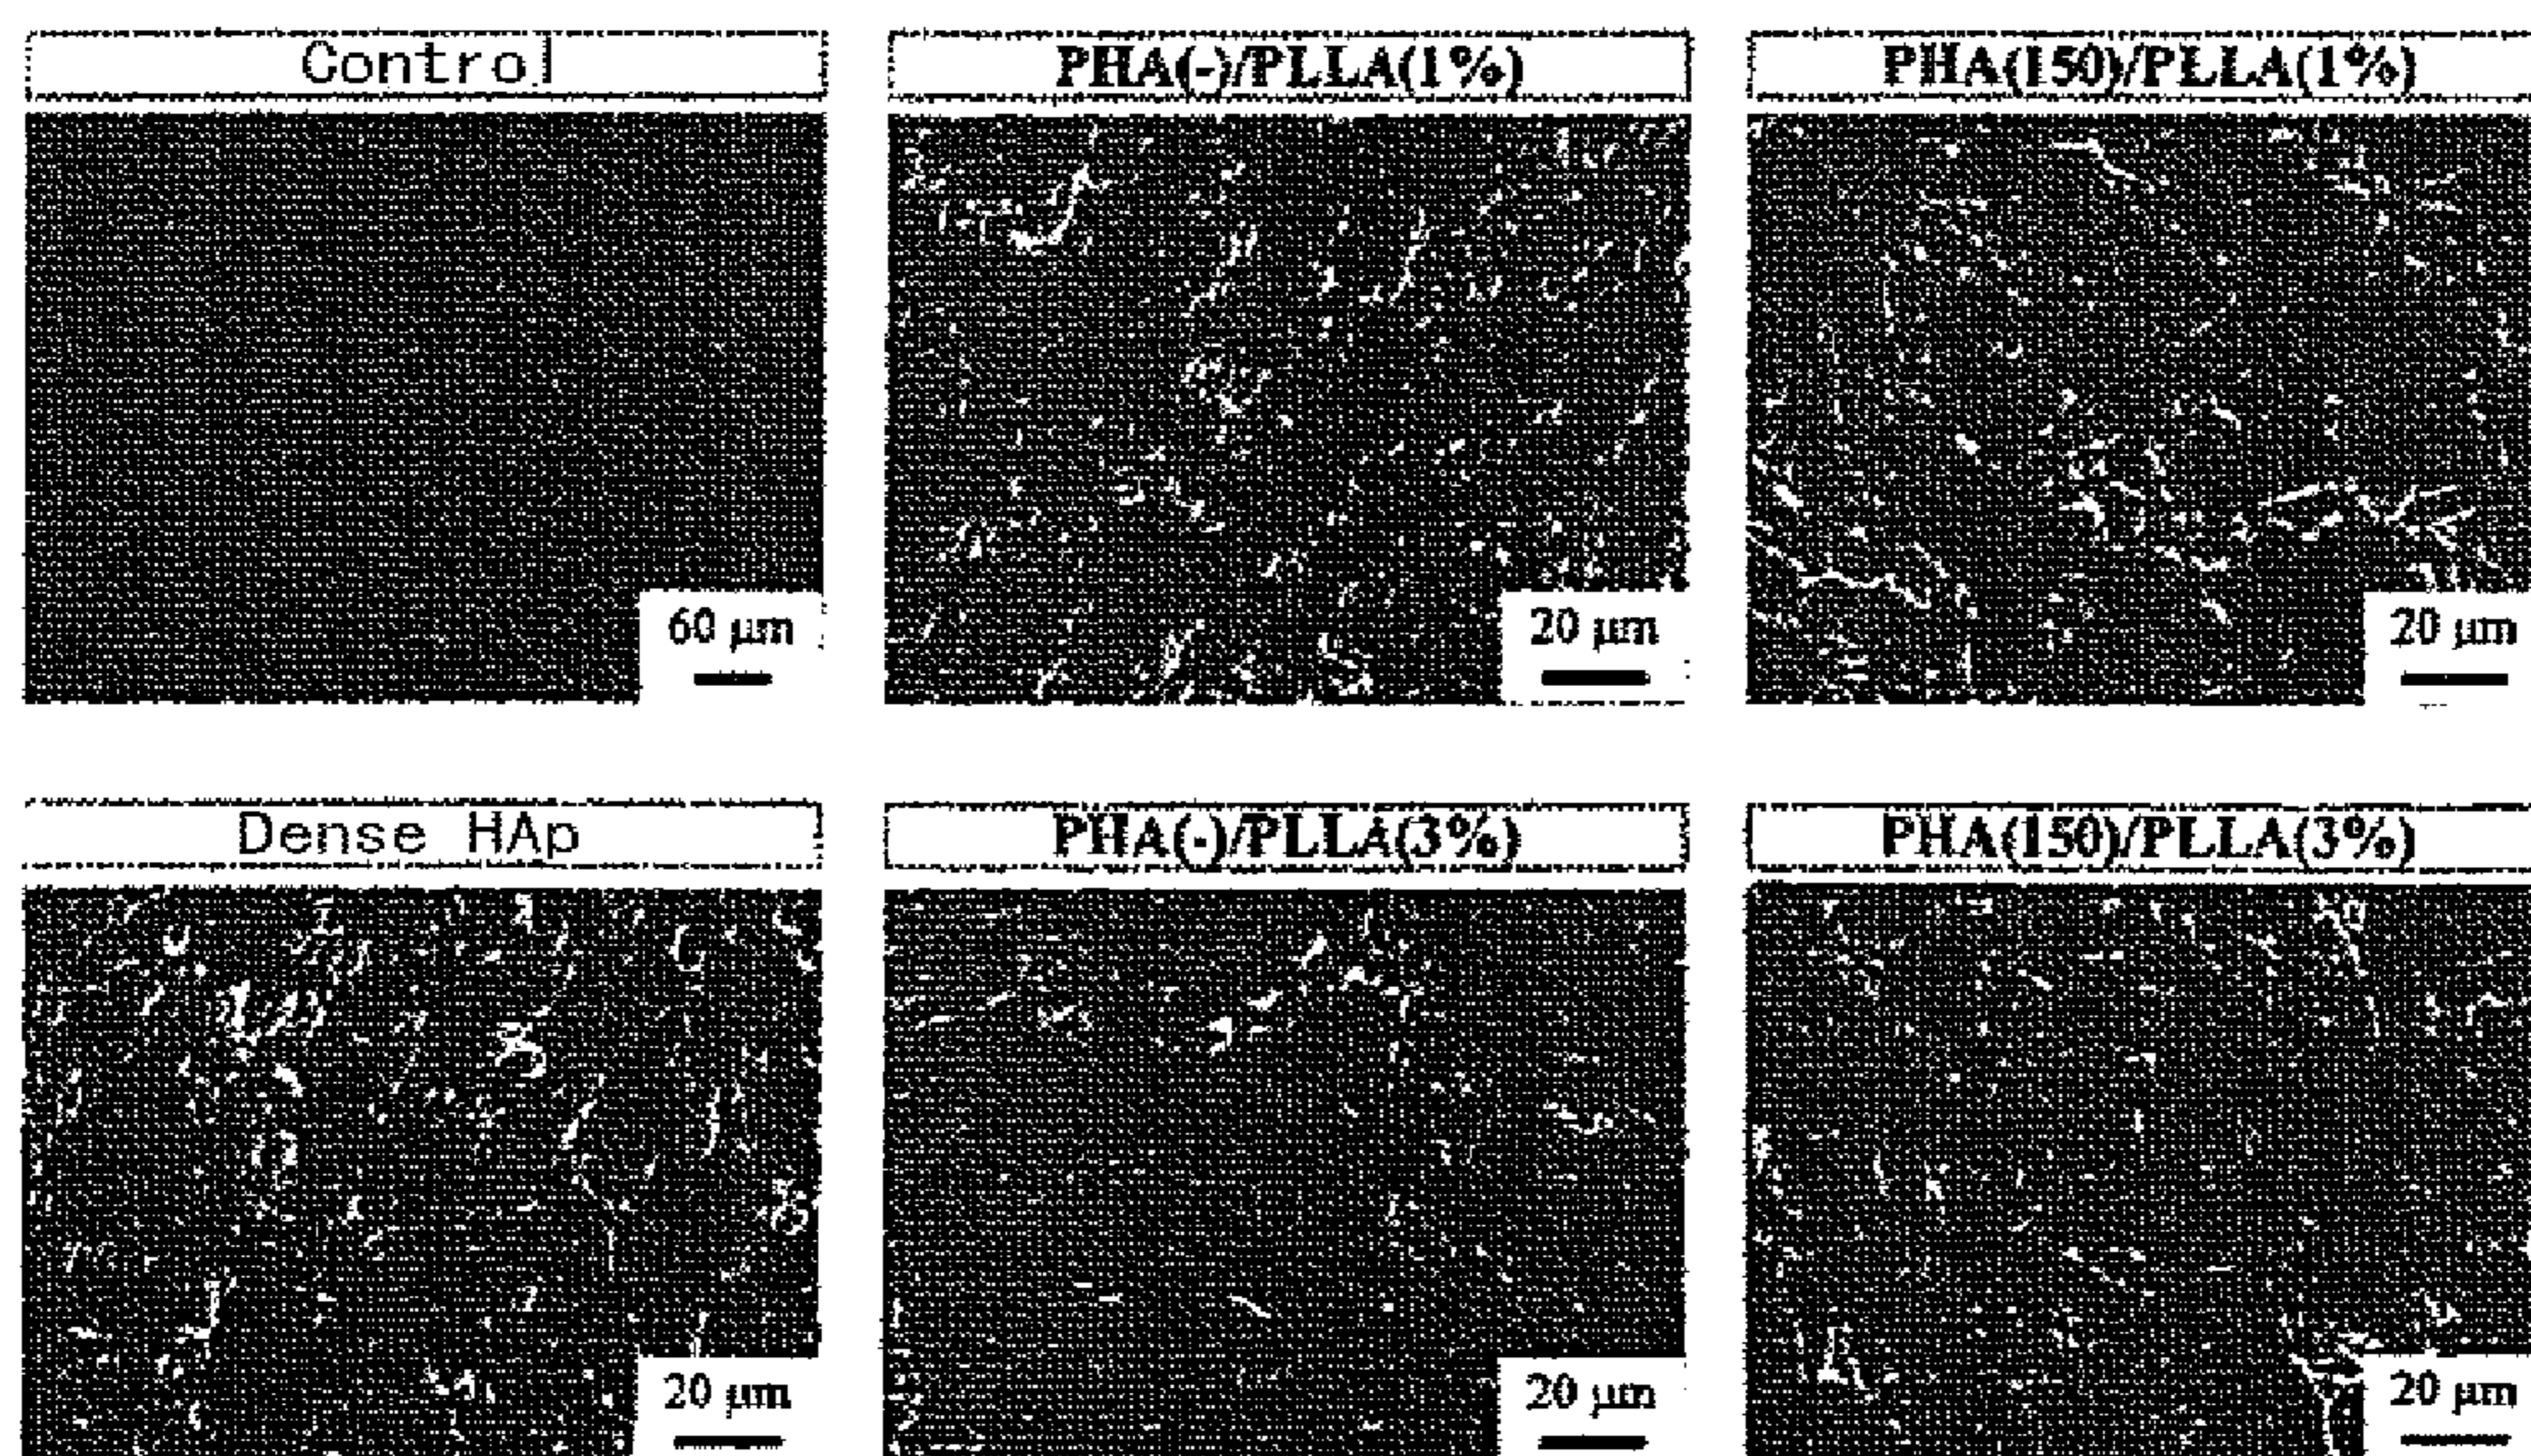 Control
PHA(-)/PLLA(1%)
PHA(150)/PLLA(1%)
60 µm
20 µm
20 µm
Dense HAp
PHA(-)/PLLA(3%)
PHA(150)/PLLA(3%)
20 µm
20 µm
20 µm